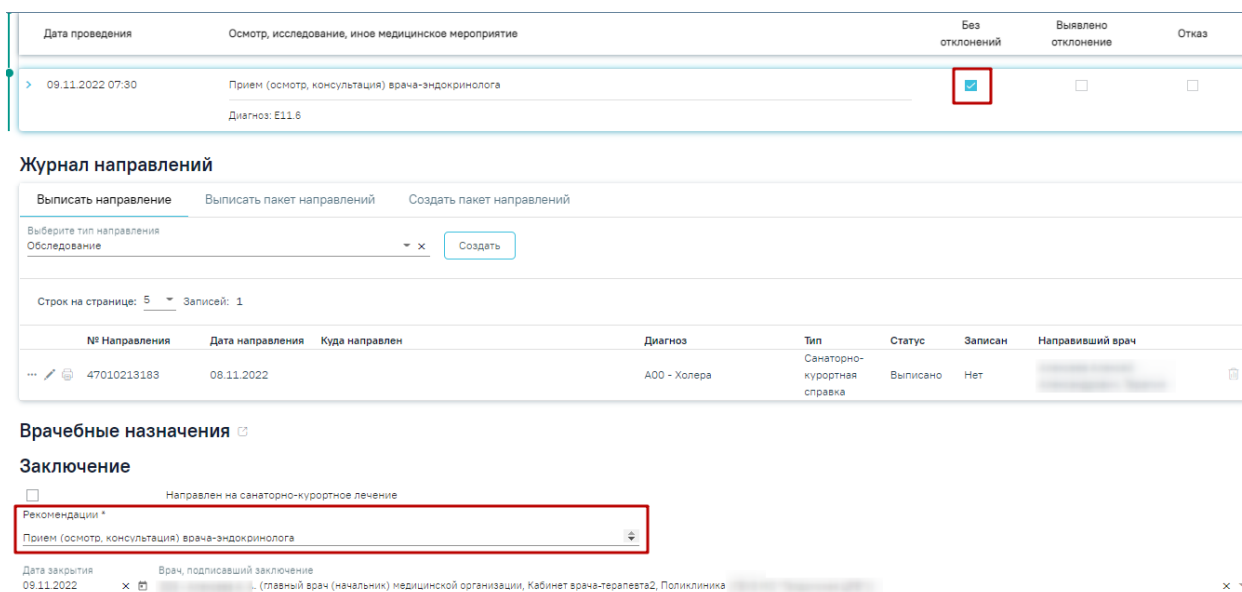 Дата проведения Осмотр, исследование, иное медицинское мероприятие Без отклонений Выявлено отклонение Отказ
09.11.2022 07:30 Прием (осмотр, консультация) врача-эндокринолога
Диагноз: E11.6
Журнал направлений
Выписать направление Выписать пакет направлений Создать пакет направлений
Выберите тип направления
Обследование Создать
Строк на странице: 5 Записей: 1
№ Направления Дата направления Куда направлен Диагноз Тип Статус Записан Направивший врач
47010213183 08.11.2022 A00 - Холера Санаторно-курортная справка Выписано Нет
Врачебные назначения
Заключение
Направлен на санаторно-курортное лечение
Рекомендации *
Прием (осмотр, консультация) врача-эндокринолога
Дата закрытия Врач, подписавший заключение
09.11.2022 (главный врач (начальник) медицинской организации, Кабинет врача-терапевта2, Поликлиника